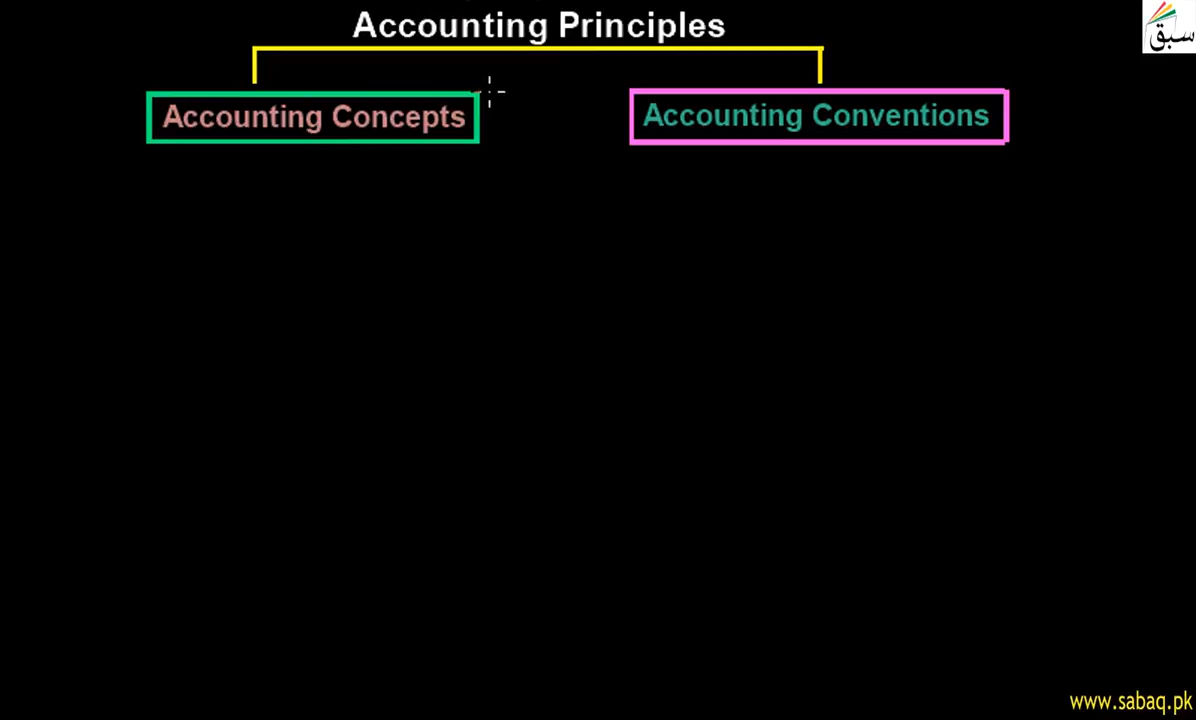 Accounting Principles
سبق
Accounting Concepts
Accounting Conventions
www.sabaq.pk